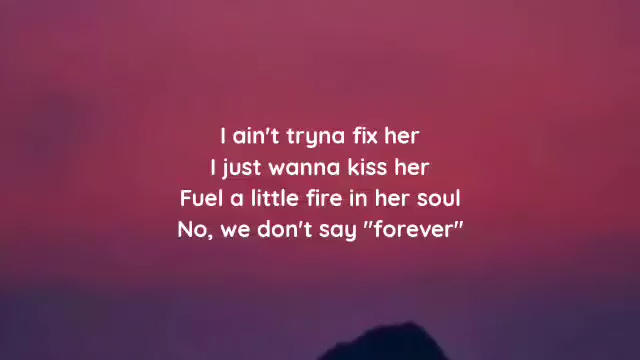 I ain't tryna fix her
I just wanna kiss her
Fuel a little fire in her soul
No, we don't say "forever"